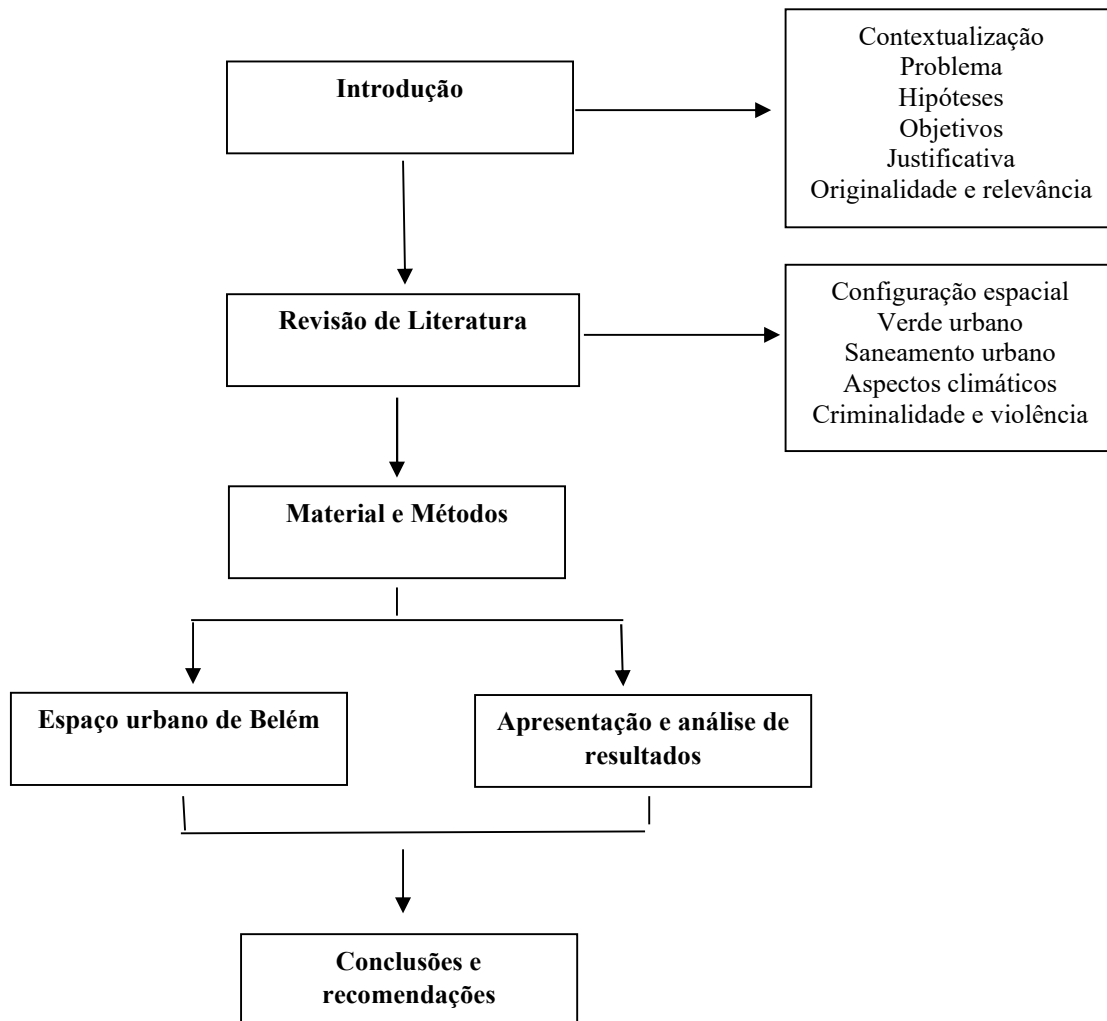 Introdução
Contextualização
Problema
Hipóteses
Objetivos
Justificativa
Originalidade e relevância
Revisão de Literatura
Configuração espacial
Verde urbano
Saneamento urbano
Aspectos climáticos
Criminalidade e violência
Material e Métodos
Espaço urbano de Belém
Apresentação e análise de
resultados
Conclusões e
recomendações